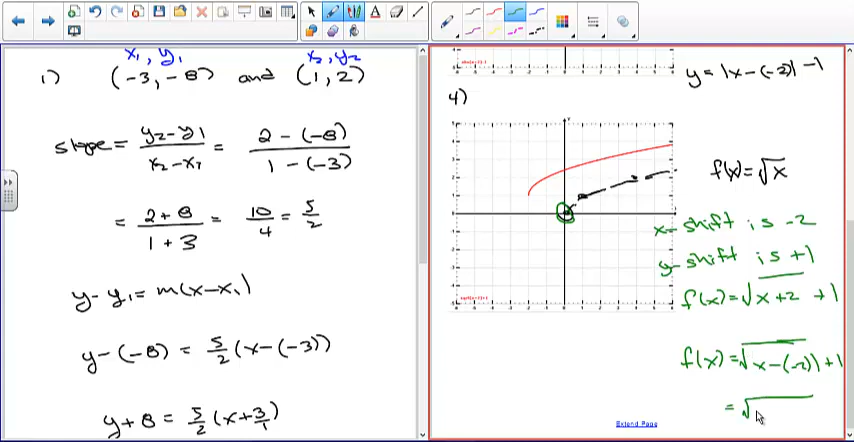 x₁, y₁ x₂, y₂
1) (-3, -8) and (1, 2)
slope = (y₂-y₁)/(x₂-x₁) = (2-(-8))/(1-(-3))
= (2+8)/(1+3) = 10/4 = 5/2
y-y₁ = m(x-x₁)
y-(-8) = 5/2 (x-(-3))
y+8 = 5/2 (x+3/1)
y = |x-(-2)| -1
4)
f(x) = √x
x-shift is -2
y-shift is +1
f(x) = √x+2 +1
f(x) = √x-(-2)) +1
= √
Extend Page